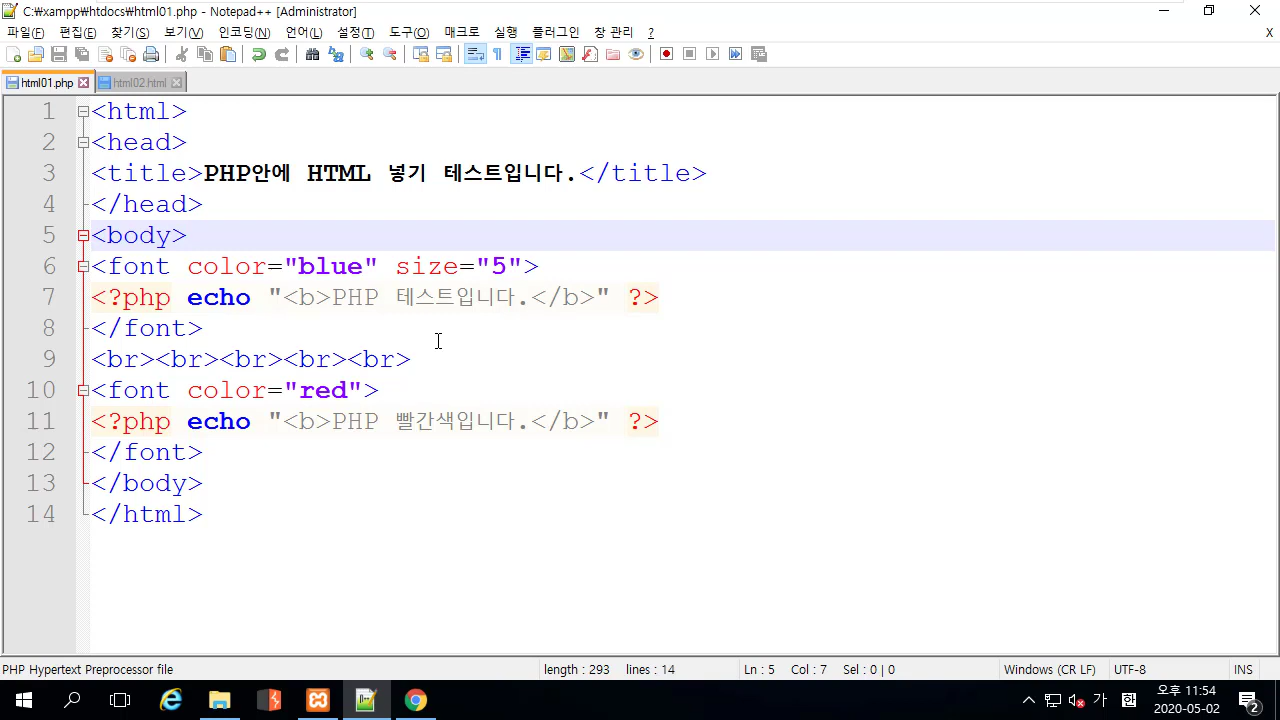 C:₩xampp₩htdocs₩html01.php - Notepad++ [Administrator]
파일(F) 편집(E) 찾기(S) 보기(V) 인코딩(N) 언어(L) 설정(T) 도구(O) 매크로 실행 플러그인 창 관리 ? X
html01.php html02.html
1 <html>
2 <head>
3 <title>PHP안에 HTML 넣기 테스트입니다.</title>
4 </head>
5 <body>
6 <font color="blue" size="5">
7 <?php echo "<b>PHP 테스트입니다.</b>" ?>
8 </font>
9 <br><br><br><br><br>
10 <font color="red">
11 <?php echo "<b>PHP 빨간색입니다.</b>" ?>
12 </font>
13 </body>
14 </html>
PHP Hypertext Preprocessor file length : 293 lines : 14 Ln : 5 Col : 7 Sel : 0 | 0 Windows (CR LF) UTF-8 INS
가 한 오후 11:54
2020-05-02 2